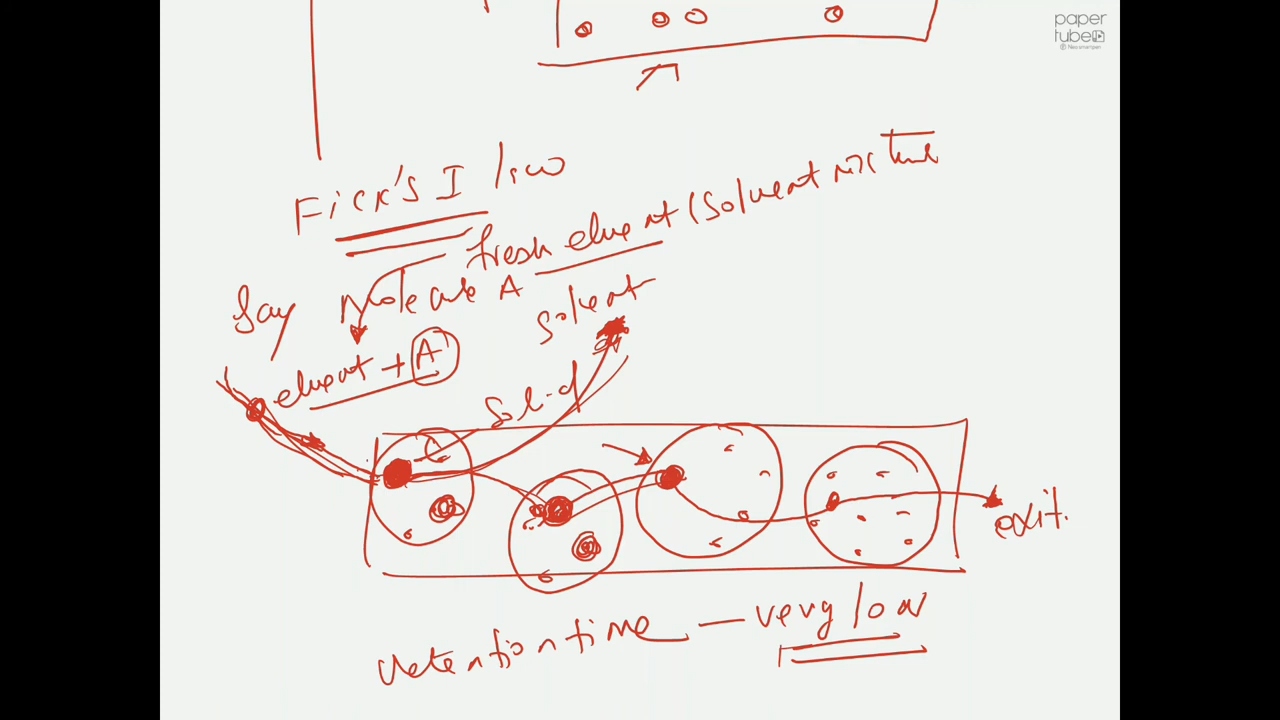 paper
tube
Fick's I law
fresh eluent (Solvent mixture
Say Molecule A
Solvent
eluent + A
Solid
exit.
retention time — very low